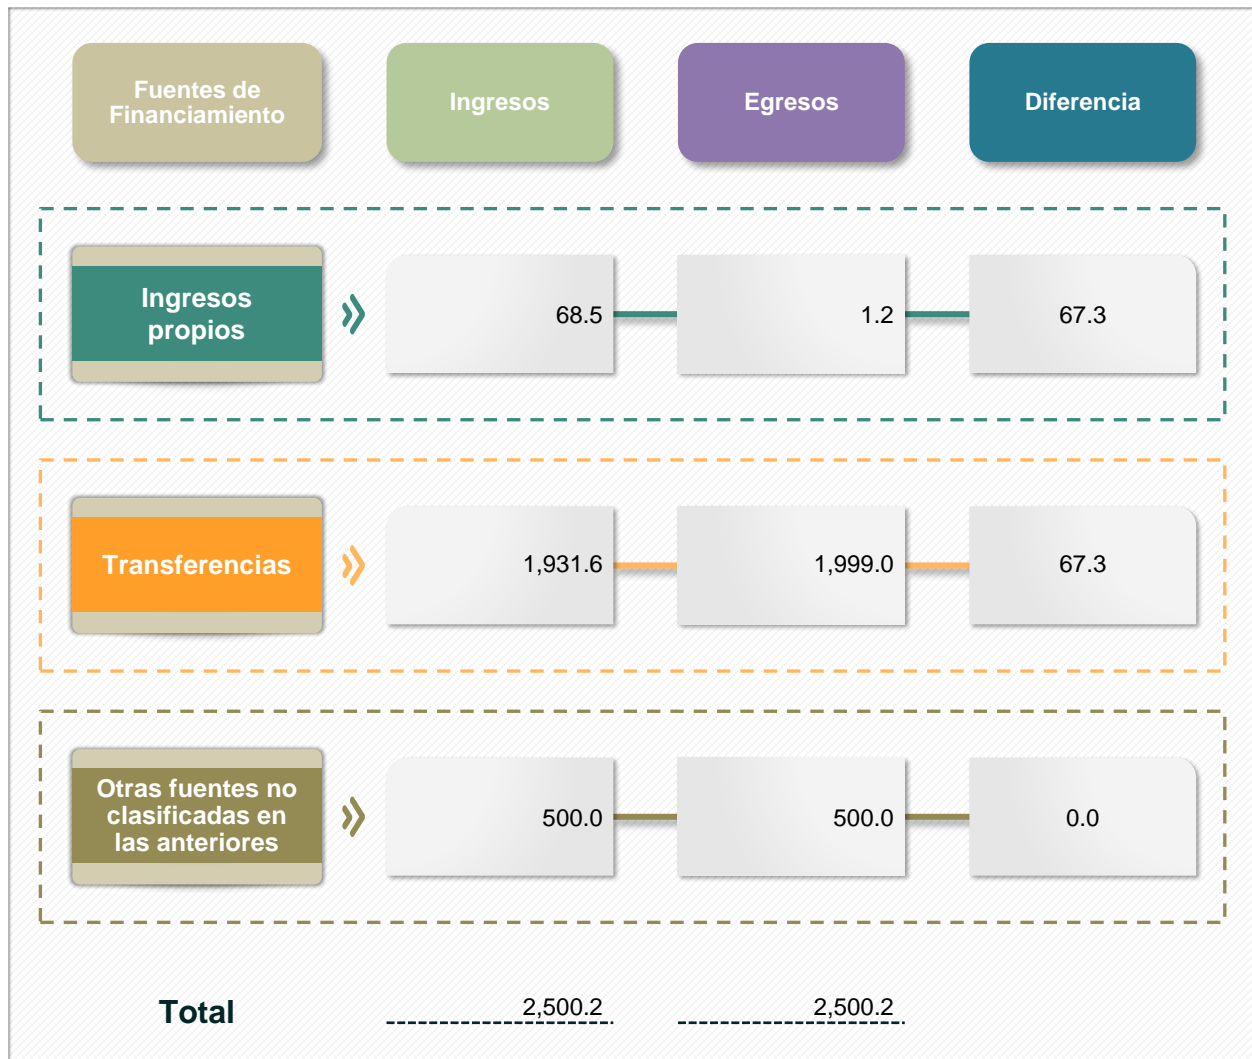 Fuentes de
Financiamiento
Ingresos
Egresos
Diferencia
Ingresos
propios
68.5
1.2
67.3
Transferencias
1,931.6
1,999.0
67.3
Otras fuentes no
clasificadas en
las anteriores
500.0
500.0
0.0
Total
2,500.2
2,500.2